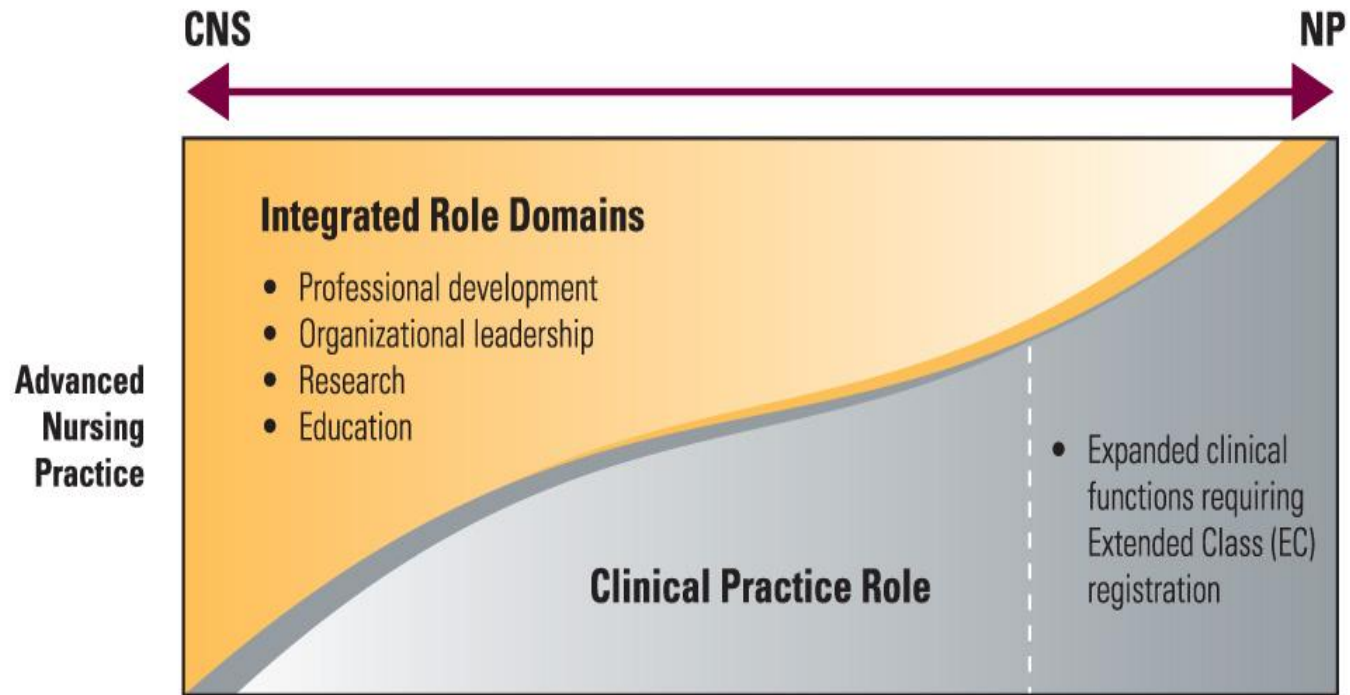 CNS
NP
Integrated Role Domains
• Professional development
• Organizational leadership
• Research
• Education
Advanced
Nursing
Practice
• Expanded clinical
functions requiring
Extended Class (EC)
registration
Clinical Practice Role